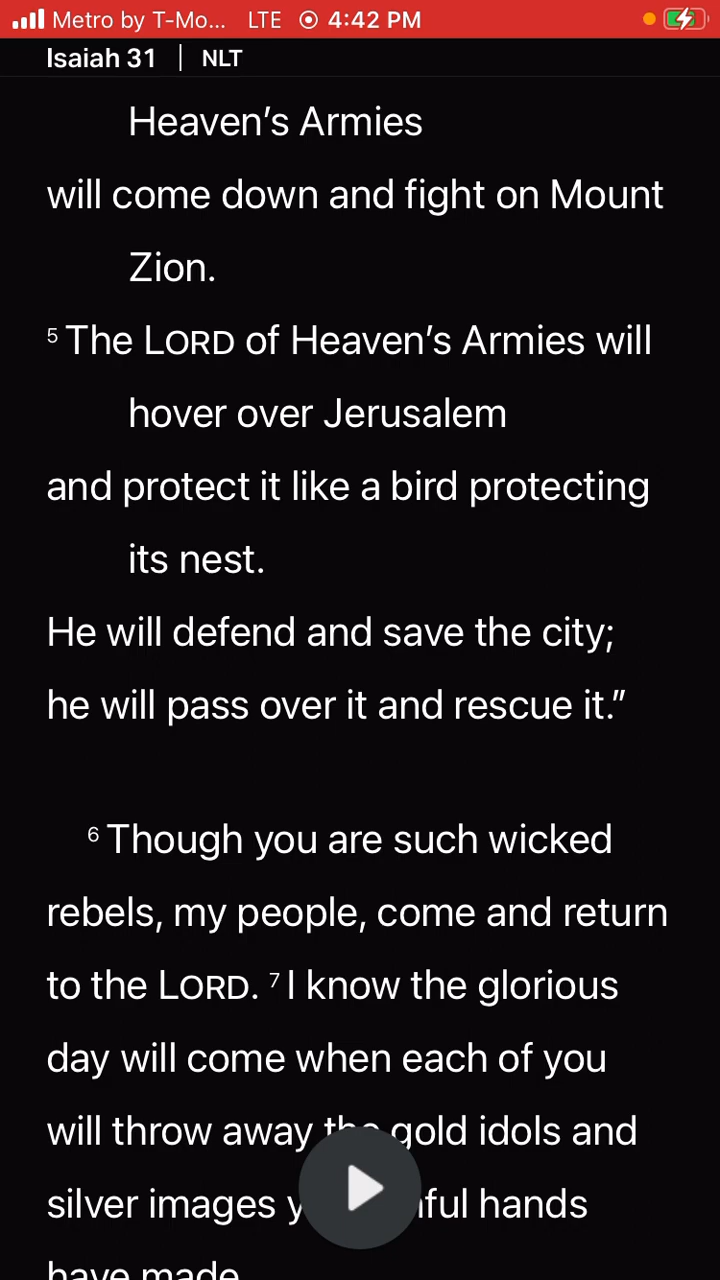 Metro by T-Mo... LTE 4:42 PM
Isaiah 31 | NLT
Heaven’s Armies
will come down and fight on Mount
Zion.
5 The LORD of Heaven’s Armies will
hover over Jerusalem
and protect it like a bird protecting
its nest.
He will defend and save the city;
he will pass over it and rescue it.”
6 Though you are such wicked
rebels, my people, come and return
to the LORD. 7 I know the glorious
day will come when each of you
will throw away the gold idols and
silver images hands
have made.